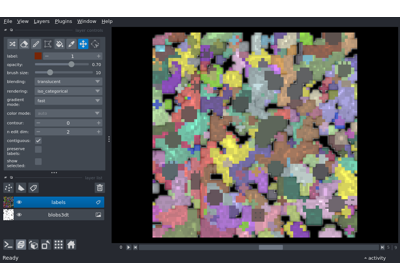 File View Layers Plugins Window Help
label: 1
opacity: 0.70
brush size: 10
blending: translucent
rendering: iso_categorical
gradient mode: fast
color mode:
contour: 0
n edit dim: 2
contiguous:
preserve labels:
show selected:
labels
blobs3dt
Ready
activity